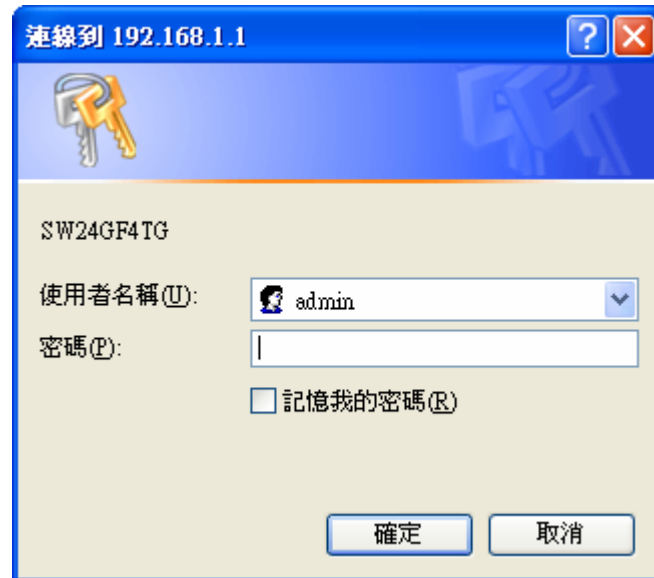 連線到 192.168.1.1
SW24GF4TG
使用者名稱(U): admin
密碼(P):
記憶我的密碼(R)
確定 取消